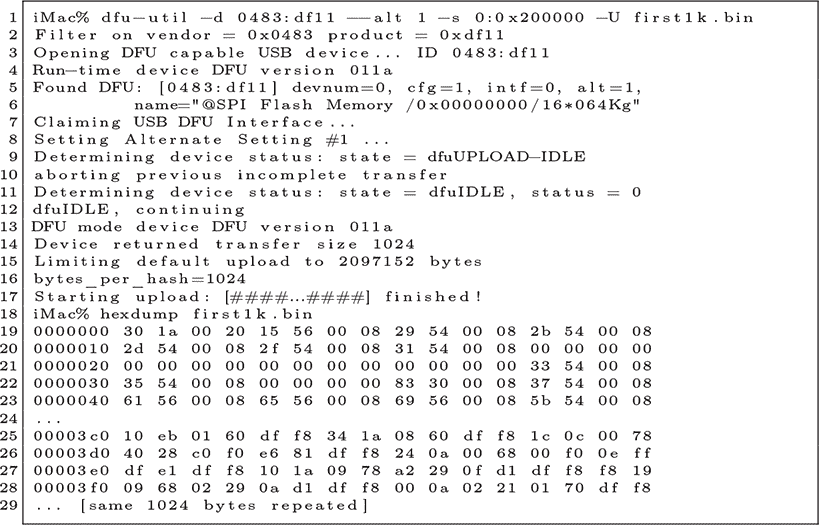 1 iMac% dfu-util -d 0483:df11 --alt 1 -s 0:0x200000 -U first1k.bin
2 Filter on vendor = 0x0483 product = 0xdf11
3 Opening DFU capable USB device... ID 0483:df11
4 Run-time device DFU version 011a
5 Found DFU: [0483:df11] devnum=0, cfg=1, intf=0, alt=1,
6 name="@SPI Flash Memory /0x00000000/16*064Kg"
7 Claiming USB DFU Interface...
8 Setting Alternate Setting #1 ...
9 Determining device status: state = dfuUPLOAD-IDLE
10 aborting previous incomplete transfer
11 Determining device status: state = dfuIDLE, status = 0
12 dfuIDLE, continuing
13 DFU mode device DFU version 011a
14 Device returned transfer size 1024
15 Limiting default upload to 2097152 bytes
16 bytes_per_hash=1024
17 Starting upload: [####...####] finished!
18 iMac% hexdump first1k.bin
19 0000000 30 1a 00 20 15 56 00 08 29 54 00 08 2b 54 00 08
20 0000010 2d 54 00 08 2f 54 00 08 31 54 00 08 00 00 00 00
21 0000020 00 00 00 00 00 00 00 00 00 00 00 00 33 54 00 08
22 0000030 35 54 00 08 00 00 00 00 83 30 00 08 37 54 00 08
23 0000040 61 56 00 08 65 56 00 08 69 56 00 08 5b 54 00 08
24 ...
25 00003c0 10 eb 01 60 df f8 34 1a 08 60 df f8 1c 0c 00 78
26 00003d0 40 28 c0 f0 e6 81 df f8 24 0a 00 68 00 f0 0e ff
27 00003e0 df e1 df f8 10 1a 09 78 a2 29 0f d1 df f8 f8 19
28 00003f0 09 68 02 29 0a d1 df f8 00 0a 02 21 01 70 df f8
29 ... [same 1024 bytes repeated]